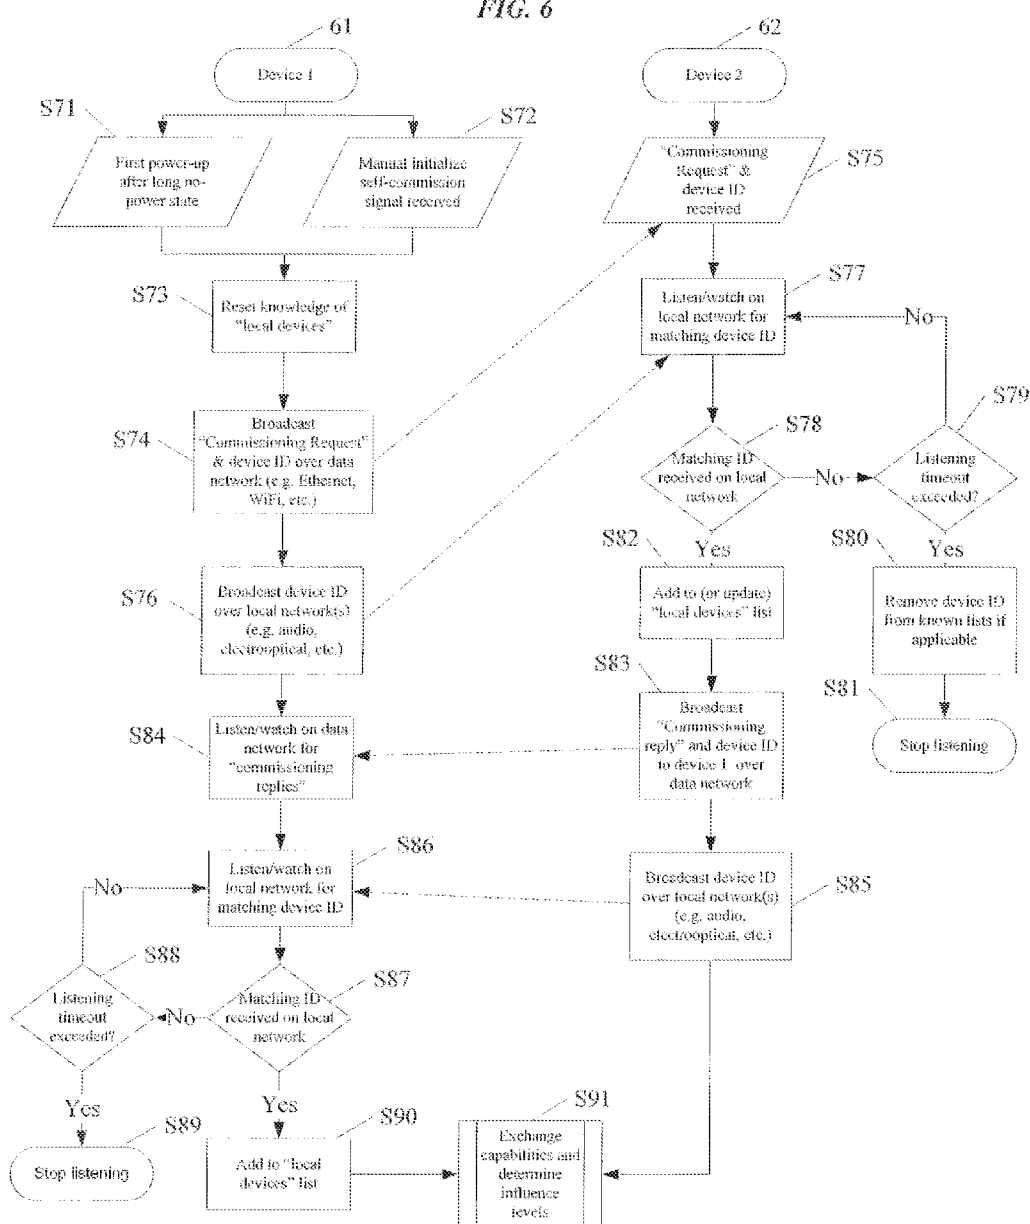 FIG. 6
61
62
Device 1
Device 2
S71
S72
First power-up
after long no-
power state
Manual initialize
self-commission
signal received
"Commissioning
Request" &
device ID
received
S75
S73
Reset knowledge of
"local devices"
S77
Listen/watch on
local network for
matching device ID
No
S74
Broadcast
"Commissioning Request"
& device ID over data
network (e.g. Ethernet,
WiFi, etc.)
S78
Matching ID
received on local
network
No
S79
Listening
timeout
exceeded?
S76
Broadcast device ID
over local network(s)
(e.g. audio,
electrooptical, etc.)
S82
Yes
Add to (or update)
"local devices" list
S80
Yes
Remove device ID
from known lists if
applicable
S83
Broadcast
"Commissioning
reply" and device ID
to device 1 over
data network
S81
Stop listening
S84
Listen/watch on data
network for
"commissioning
replies"
S86
Listen/watch on
local network for
matching device ID
No
S85
Broadcast device ID
over local network(s)
(e.g. audio,
electrooptical, etc.)
S88
Listening
timeout
exceeded?
No
S87
Matching ID
received on local
network
Yes
S89
Stop listening
Yes
S90
Add to "local
devices" list
S91
Exchange
capabilities and
determine
influence
levels